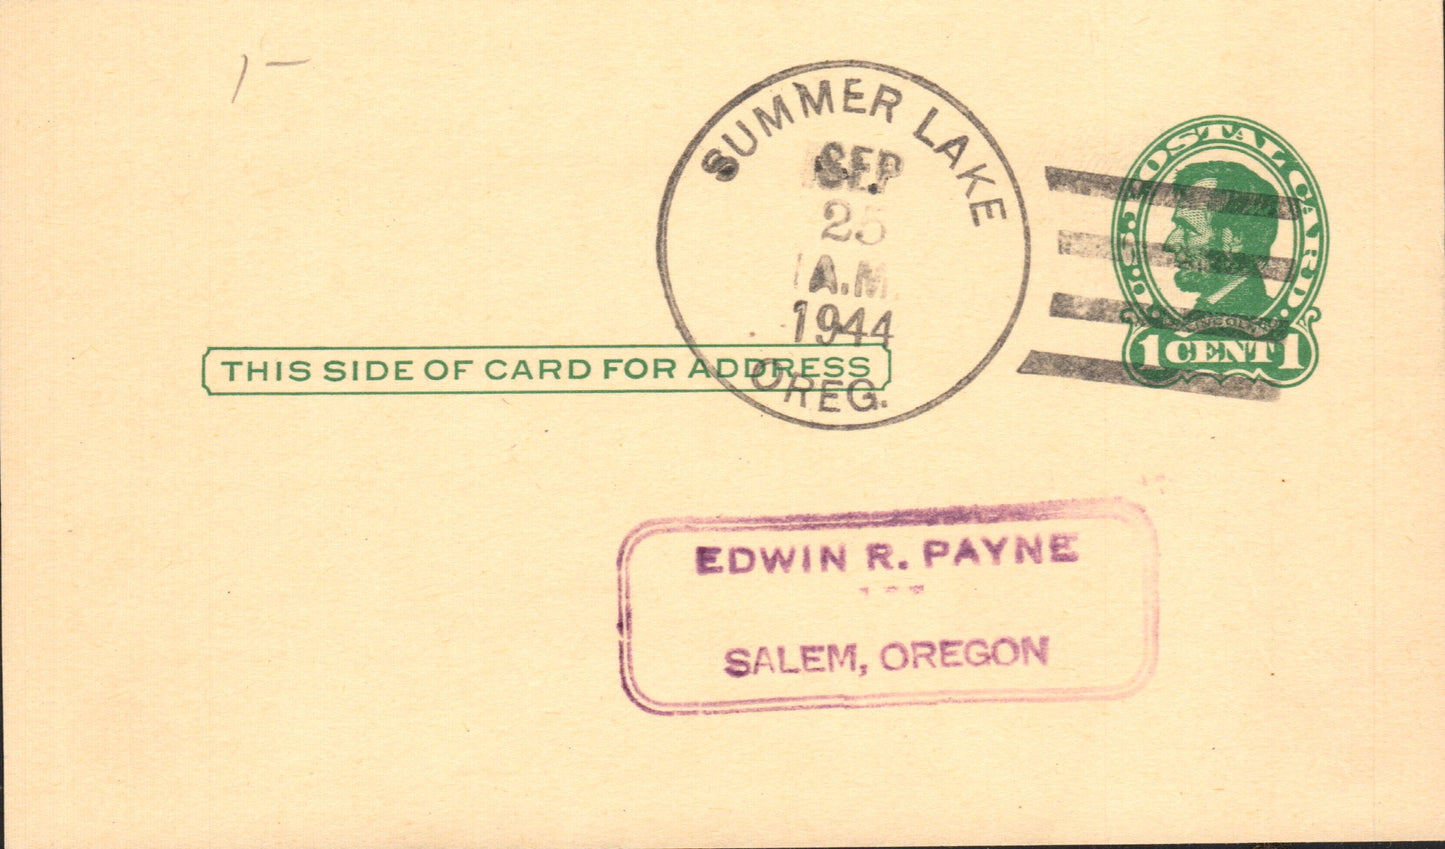 1-
SUMMER LAKE
SEP
25
A.M.
1944
OREG.
U.S. POSTAL CARD.
LINCOLN
1 CENT 1
THIS SIDE OF CARD FOR ADDRESS
EDWIN R. PAYNE
SALEM, OREGON